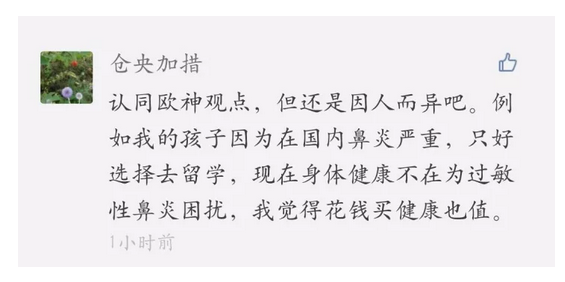 仓央加措
认同欧神观点，但还是因人而异吧。例
如我的孩子因为在国内鼻炎严重，只好
选择去留学，现在身体健康不在为过敏
性鼻炎困扰，我觉得花钱买健康也值。
1小时前